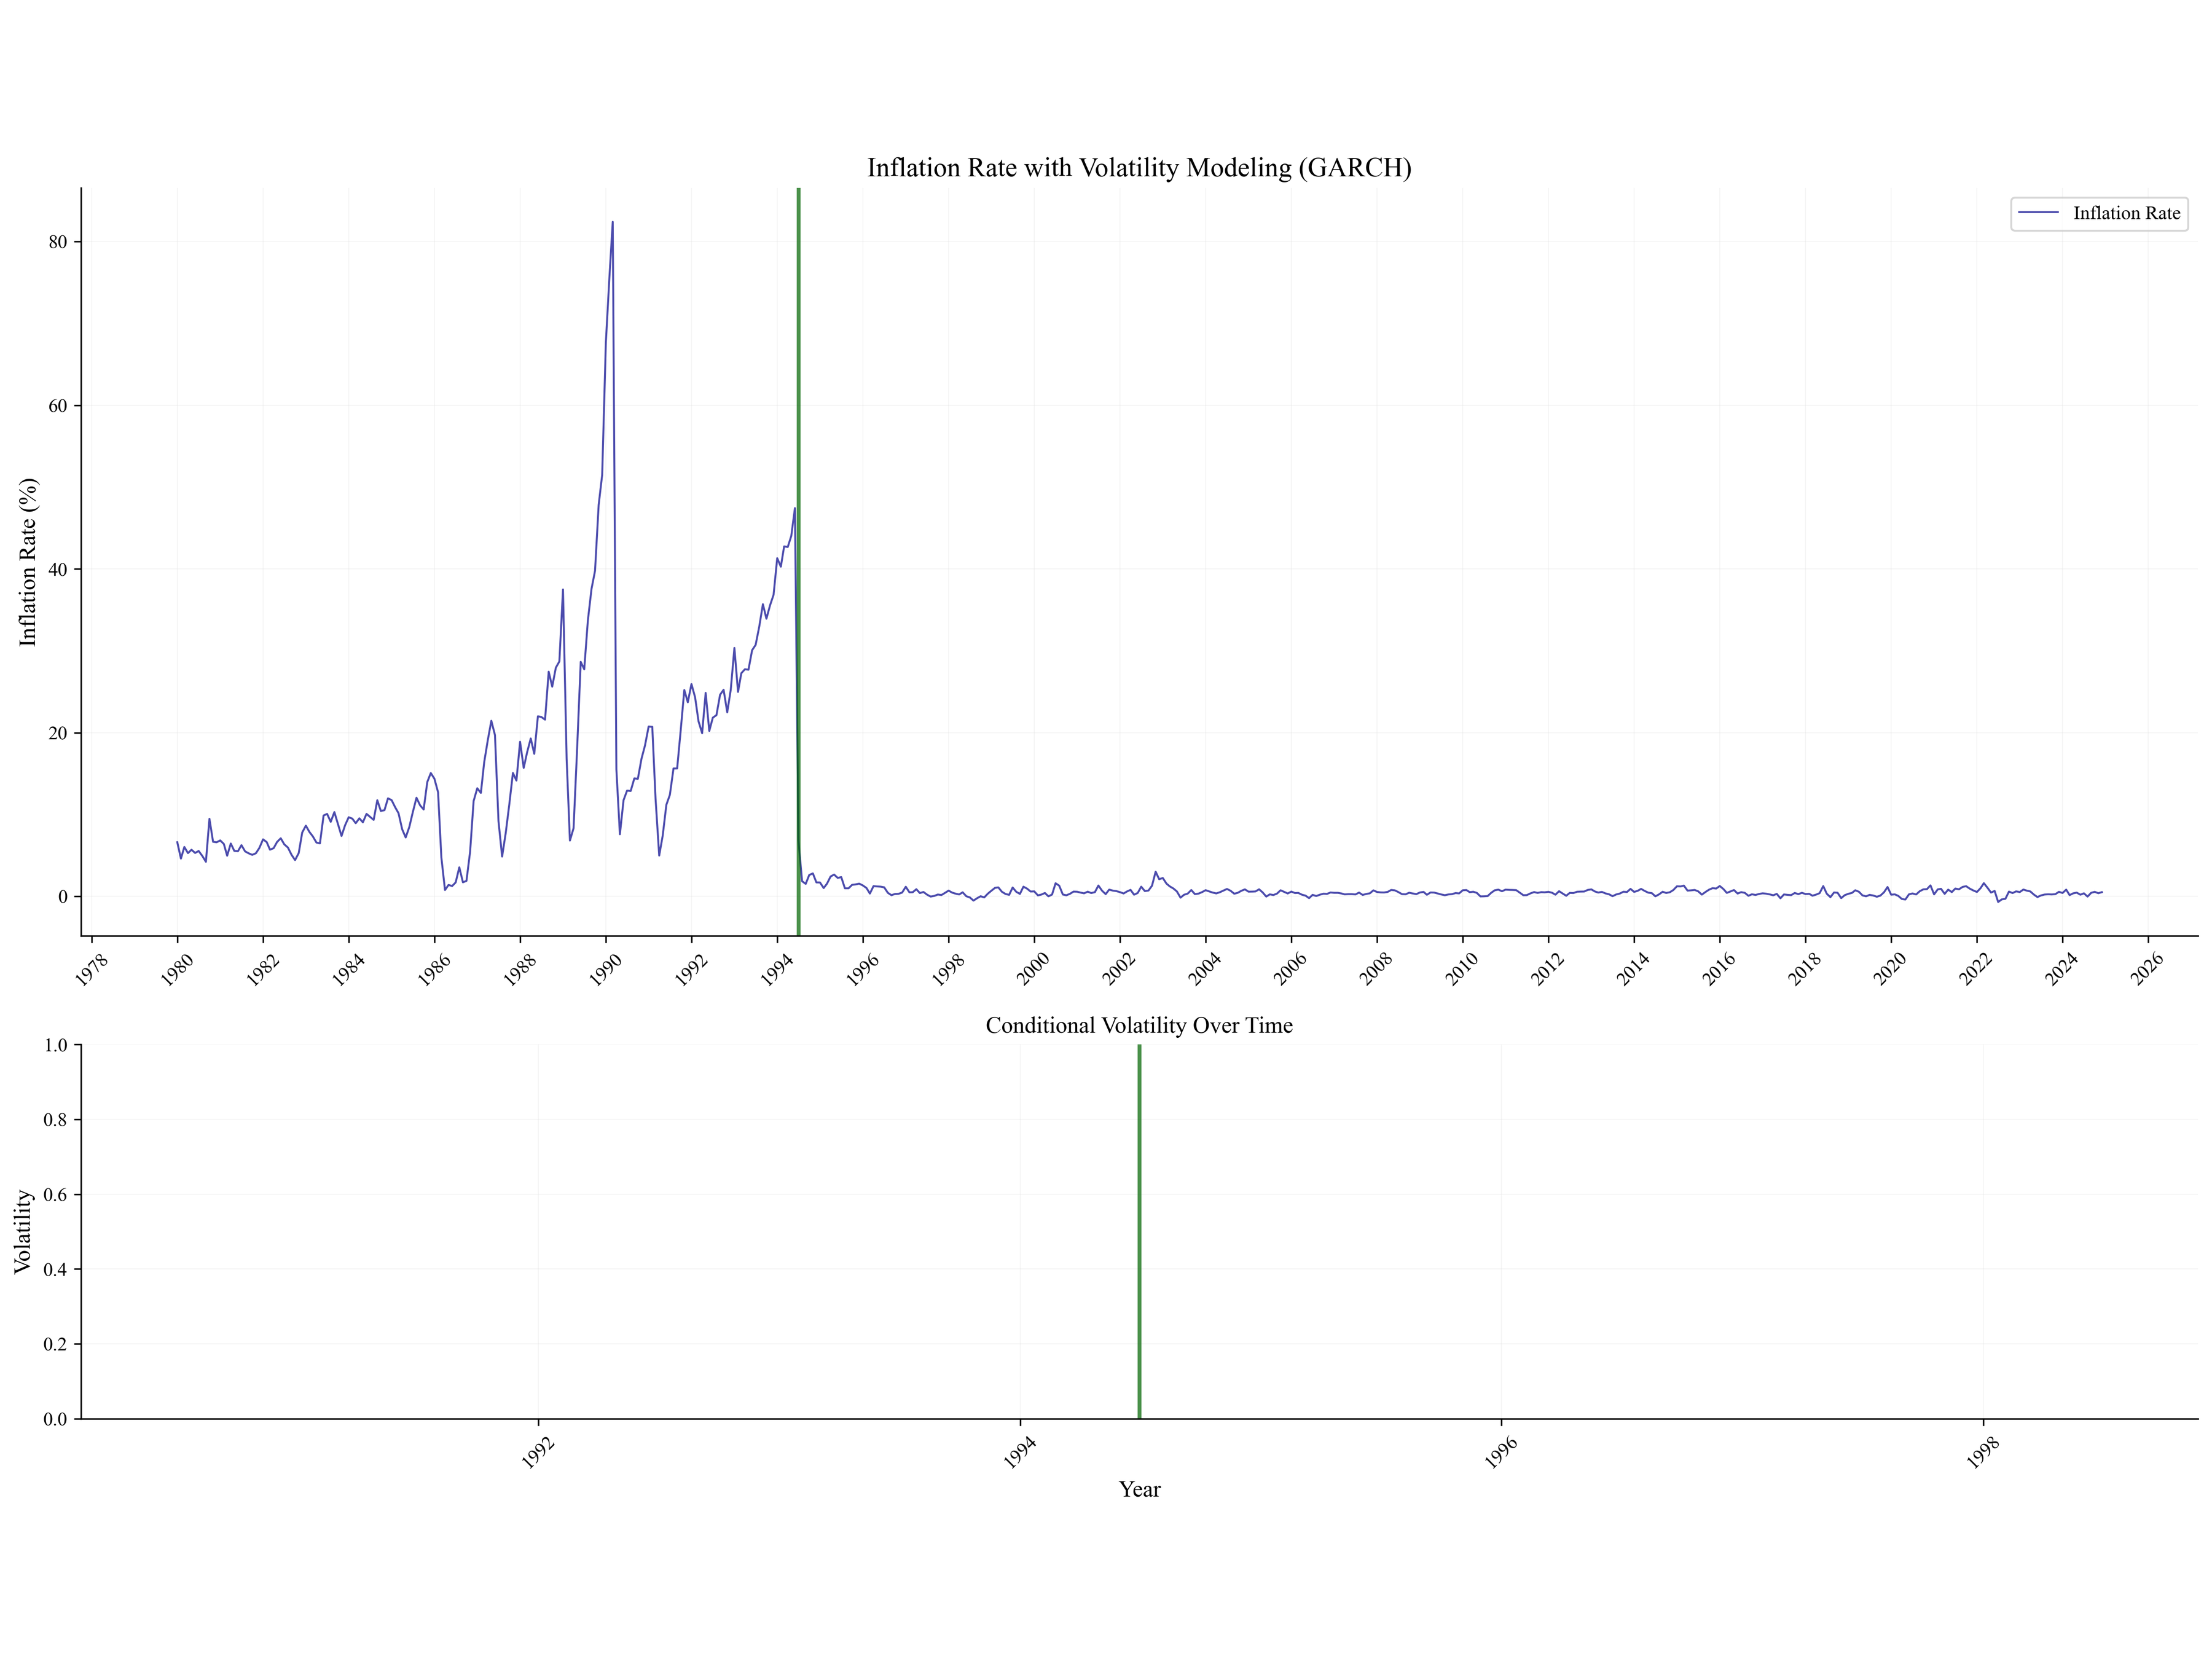 Inflation Rate with Volatility Modeling (GARCH)
Inflation Rate
Inflation Rate (%)
80
60
40
20
0
1978 1980 1982 1984 1986 1988 1990 1992 1994 1996 1998 2000 2002 2004 2006 2008 2010 2012 2014 2016 2018 2020 2022 2024 2026
Conditional Volatility Over Time
Volatility
1.0
0.8
0.6
0.4
0.2
0.0
1992 1994 1996 1998
Year